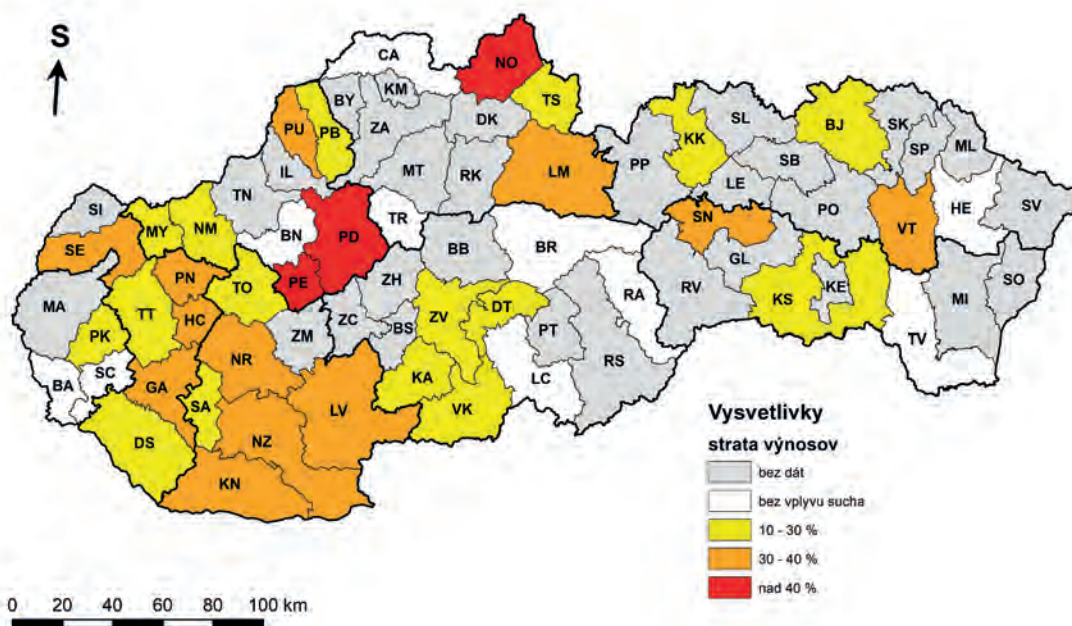 S
CA
NO
KM
BY
TS
PU
PB
ZA
DK
SL
BJ
SK
KK
SP
ML
IL
MT
RK
LM
PP
SB
LE
TN
SI
TR
PO
HE
SV
MY
NM
BN
PD
SN
VT
SE
BB
BR
GL
PN
TO
PE
ZH
RV
KS
KE
SO
MA
TT
HC
RA
MI
PK
ZM
ZC
BS
ZV
DT
PT
TV
NR
RS
BA
SC
GA
SA
KA
LC
LV
VK
DS
NZ
KN
Vysvetlivky
strata výnosov
bez dát
bez vplyvu sucha
10 - 30 %
30 - 40 %
nad 40 %
0 20 40 60 80 100 km